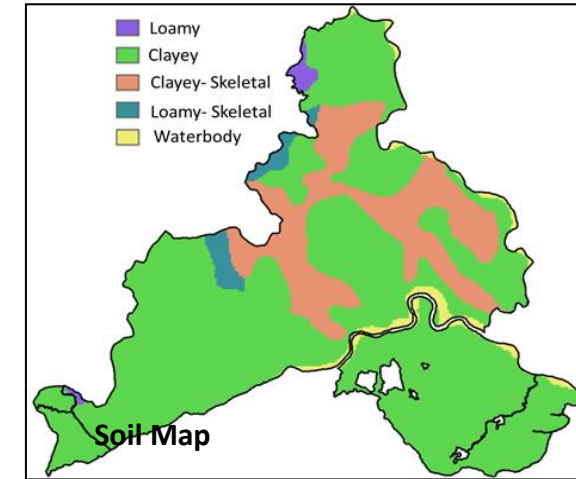 Loamy
Clayey
Clayey- Skeletal
Loamy- Skeletal
Waterbody
Soil Map